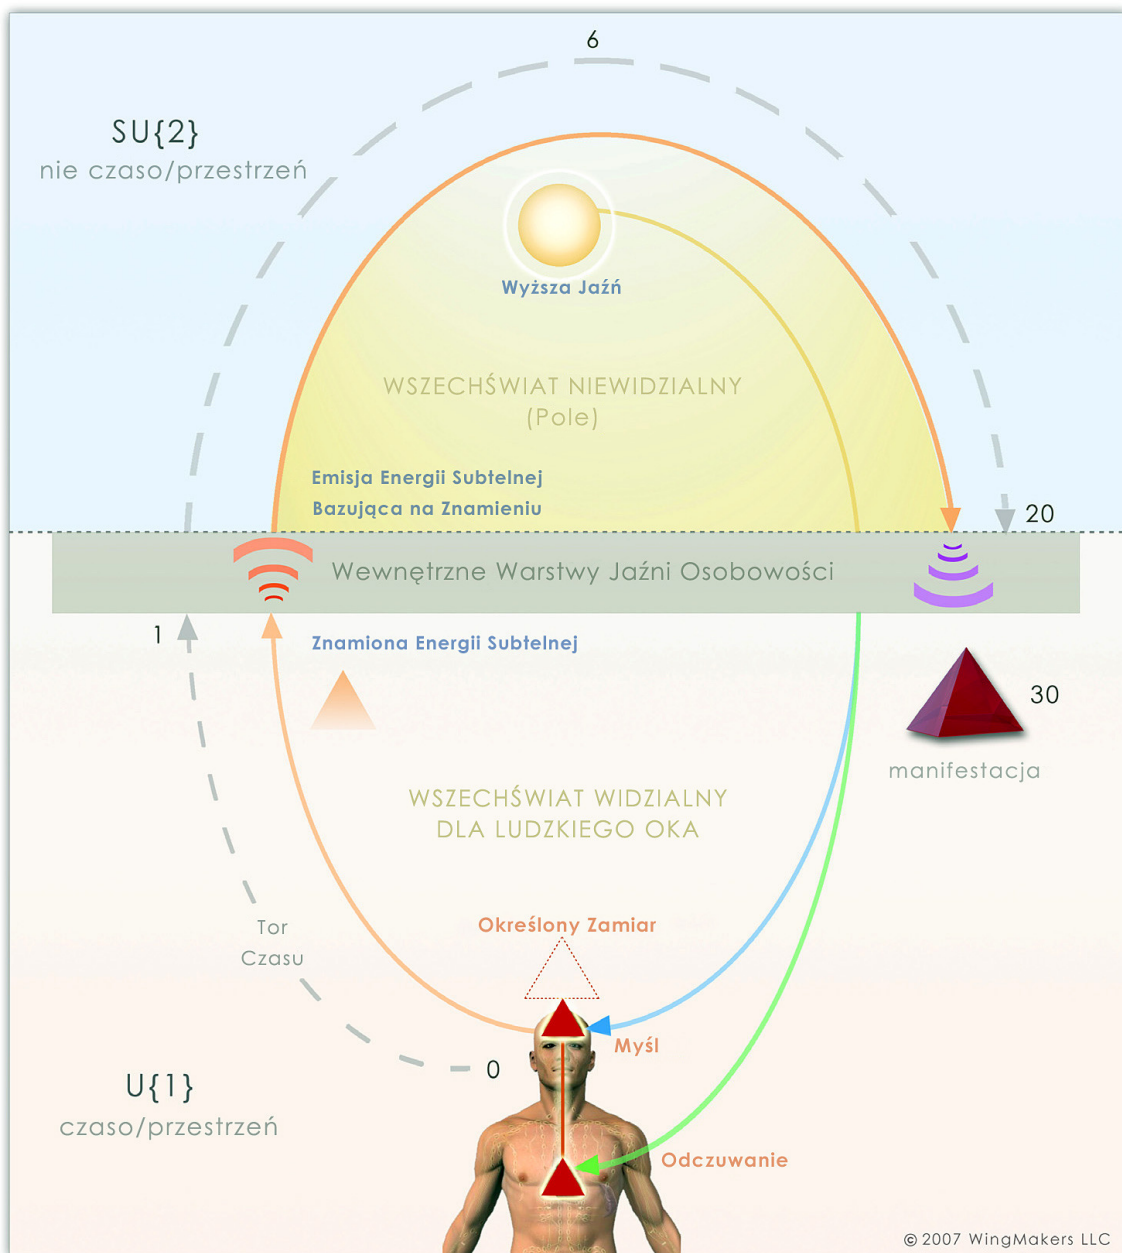 6
SU{2}
nie czaso/przestrzeń
Wyższa Jaźń
WSZECHŚWIAT NIEWIDZIALNY
(Pole)
Emisja Energii Subtelnej
Bazująca na Znamieniu
20
Wewnętrzne Warstwy Jaźni Osobowości
1
Znamiona Energii Subtelnej
30
manifestacja
WSZECHŚWIAT WIDZIALNY
DLA LUDZKIEGO OKA
Określony Zamiar
Tor
Czasu
Myśl
0
U{1}
czaso/przestrzeń
Odczuwanie
© 2007 WingMakers LLC